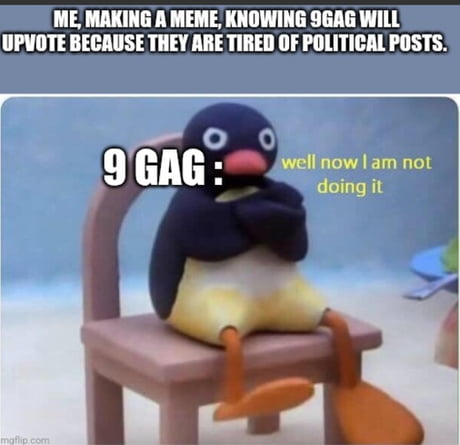 ME, MAKING A MEME, KNOWING 9GAG WILL
UPVOTE BECAUSE THEY ARE TIRED OF POLITICAL POSTS.
9 GAG :
well now I am not
doing it
imgflip.com